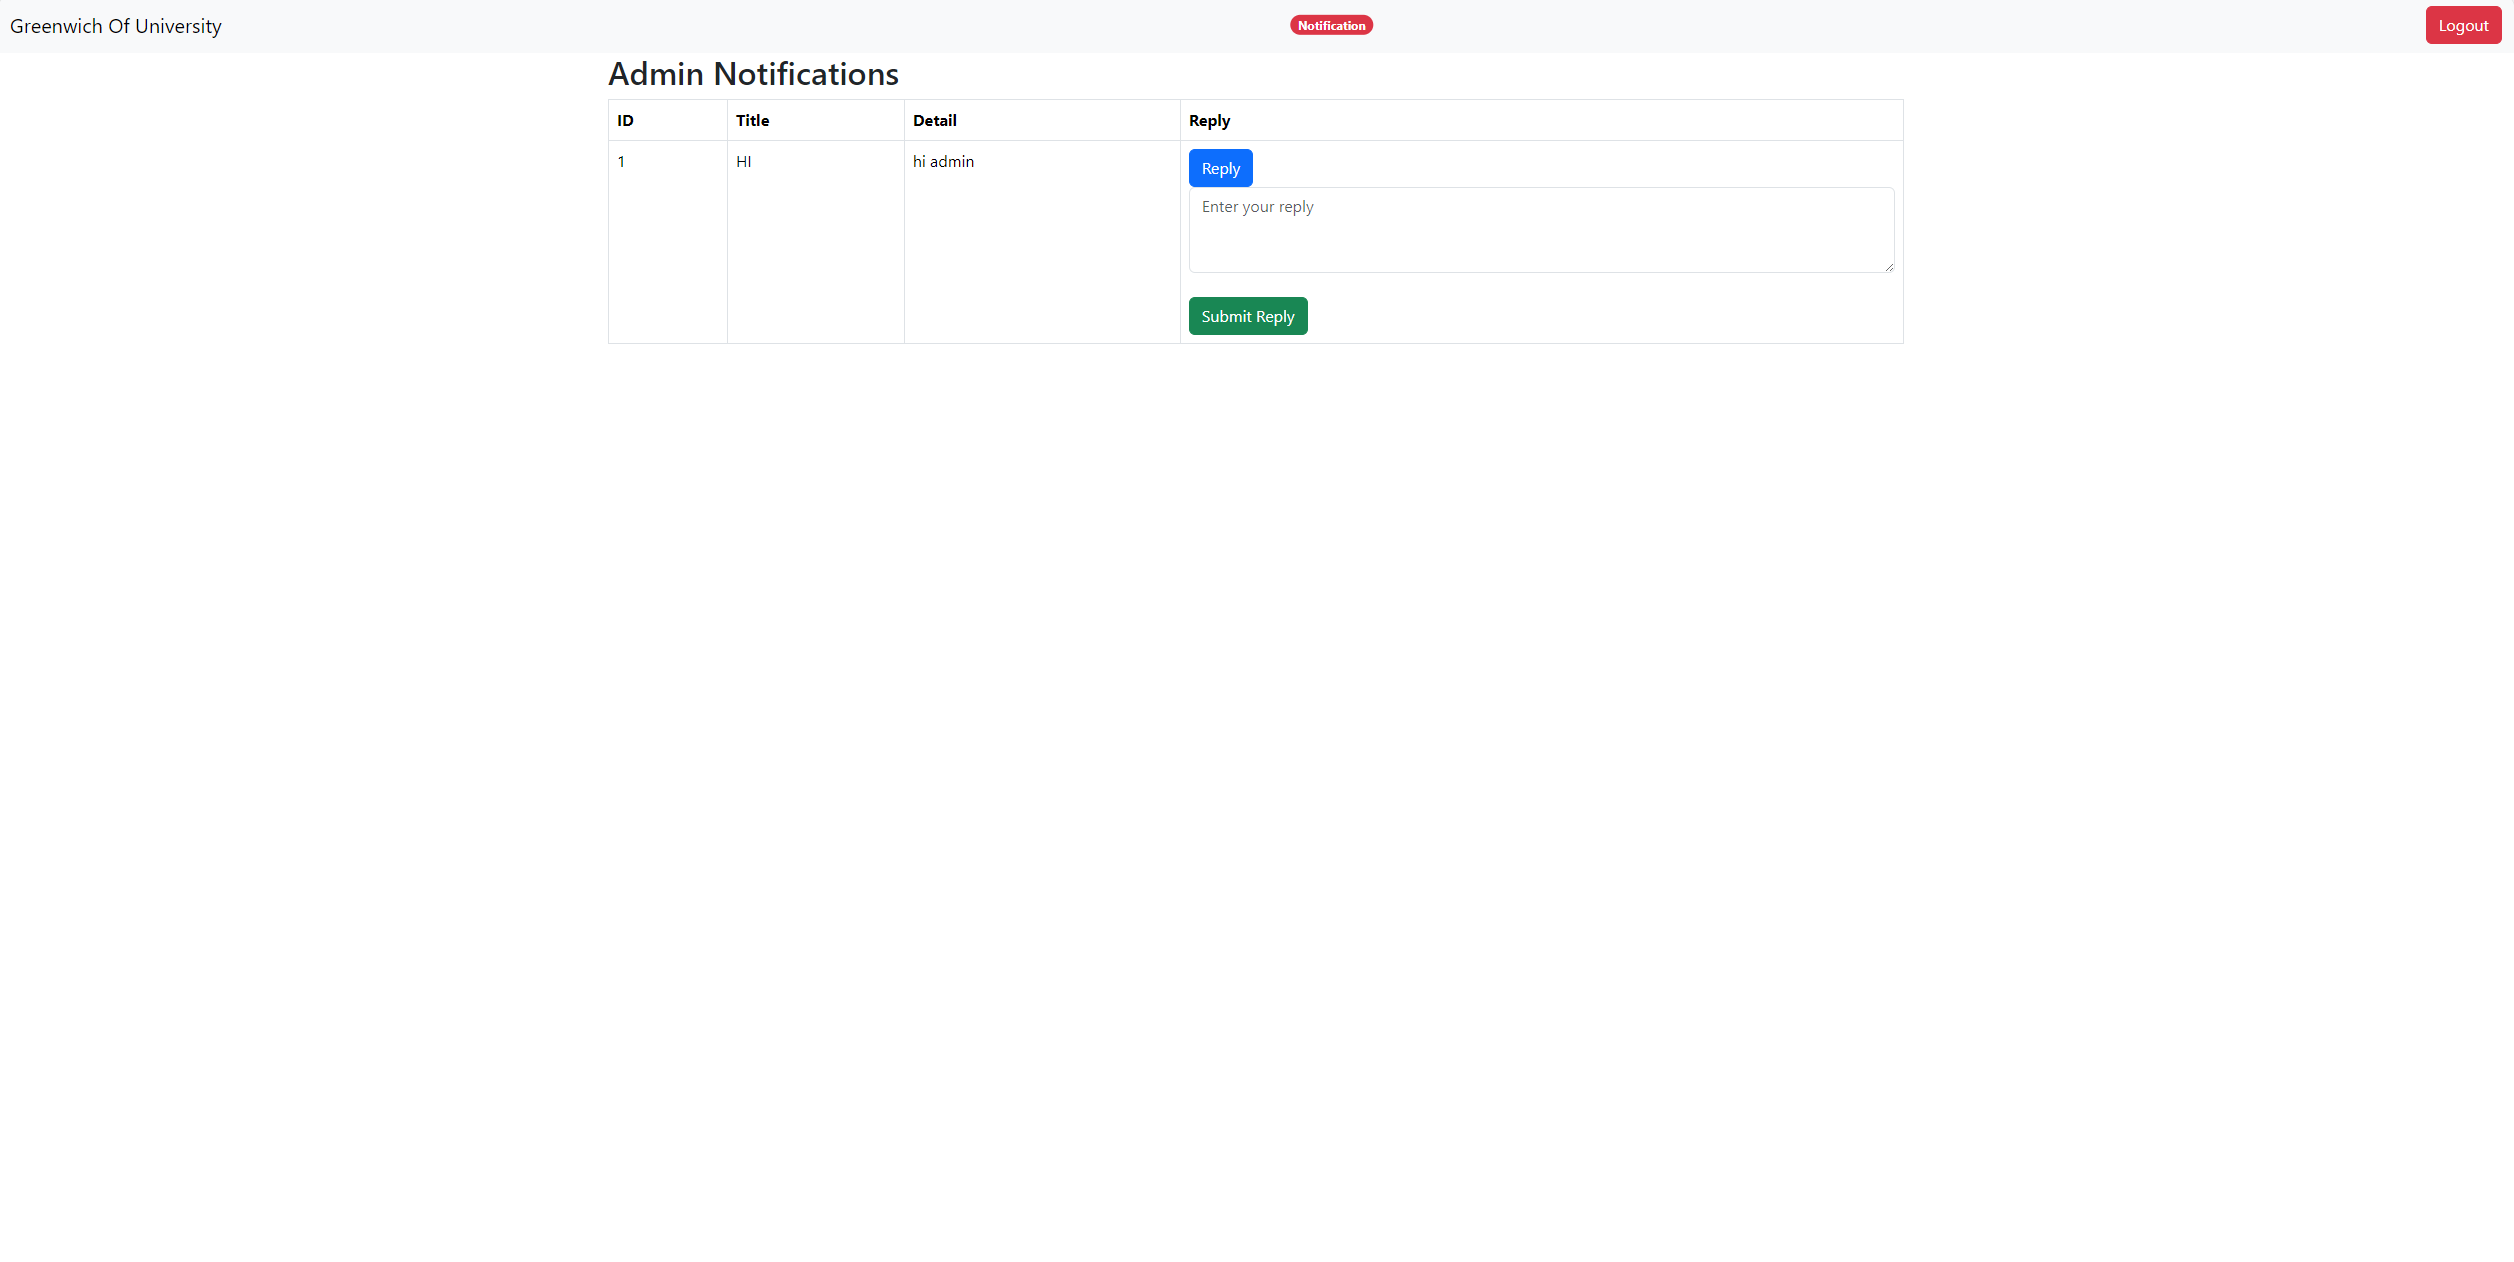 Greenwich Of University
Notification
Logout
Admin Notifications
ID Title Detail Reply
1 HI hi admin Reply
Enter your reply
Submit Reply